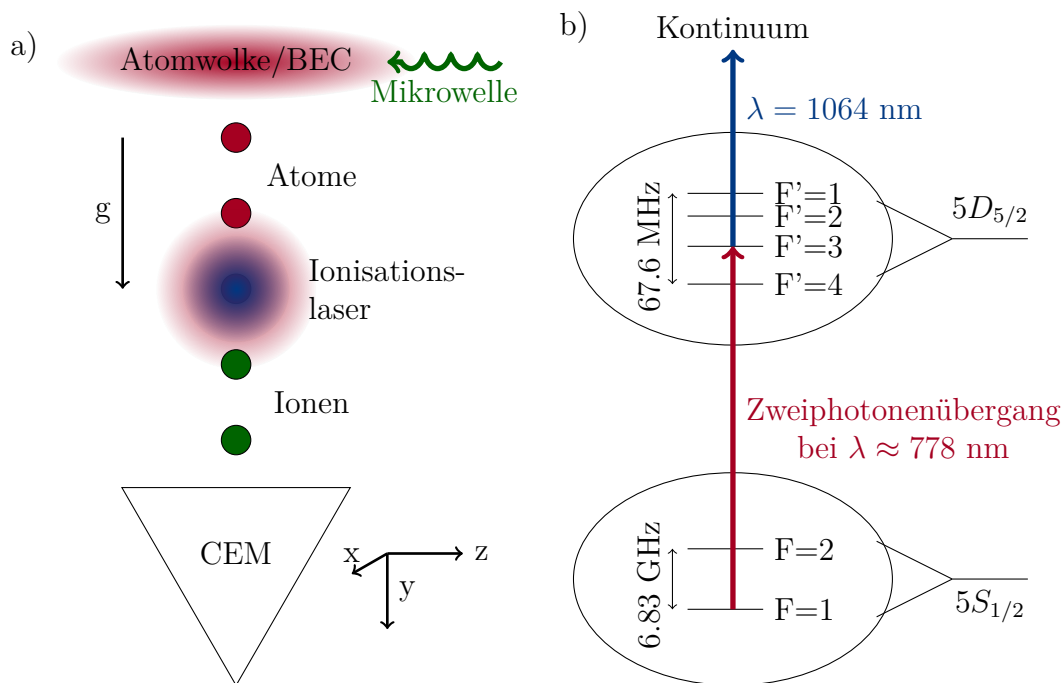 a)
Atomwolke/BEC
Mikrowelle
g
Atome
Ionisations-
laser
Ionen
CEM
x
z
y
b)
Kontinuum
λ = 1064 nm
67.6 MHz
F'=1
F'=2
F'=3
F'=4
5D5/2
Zweiphotonenübergang
bei λ ≈ 778 nm
6.83 GHz
F=2
F=1
5S1/2